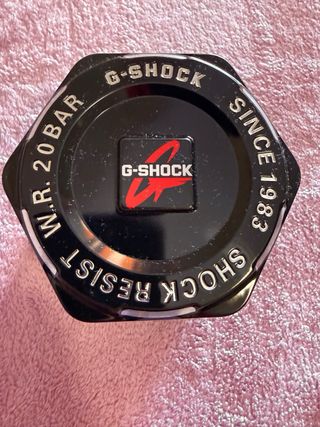 G-SHOCK
SINCE 1983
SHOCK RESIST
W.R. 20BAR
G-SHOCK